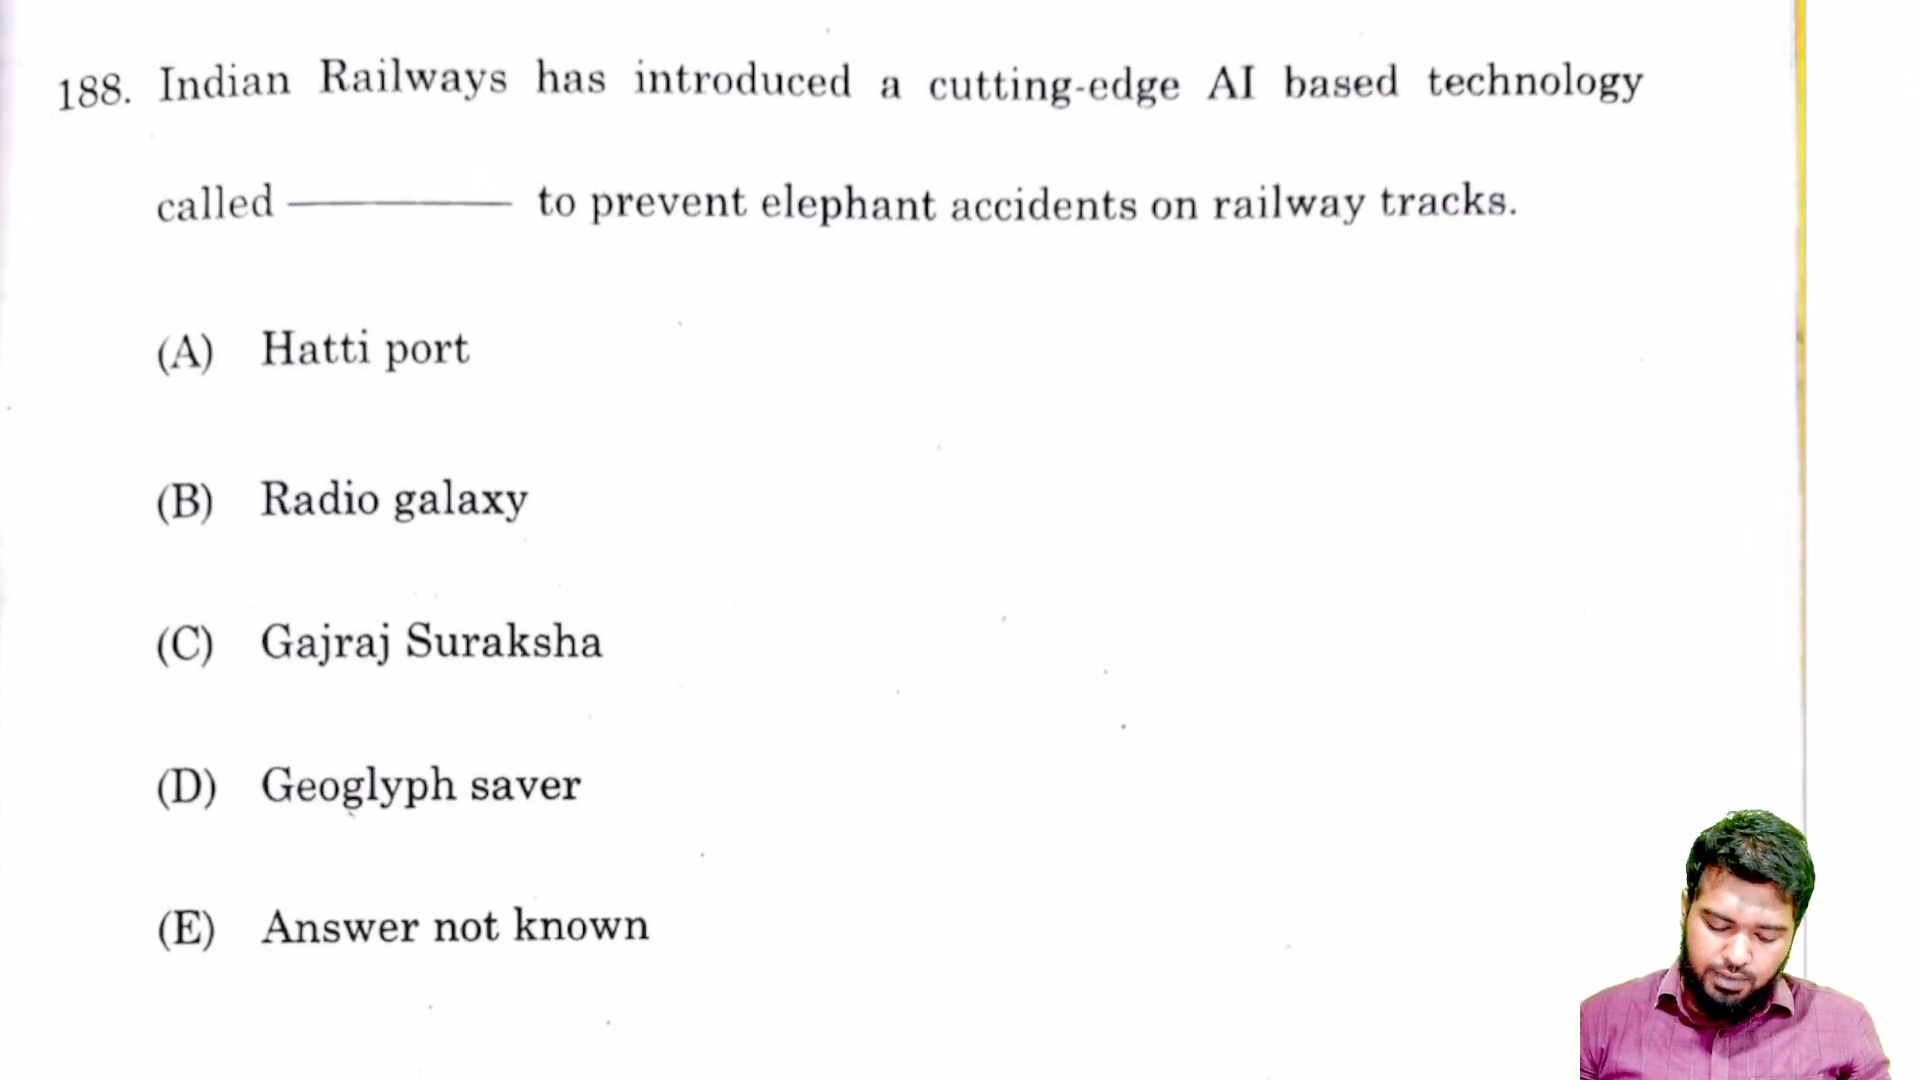 188. Indian Railways has introduced a cutting-edge AI based technology
called ________ to prevent elephant accidents on railway tracks.
(A) Hatti port
(B) Radio galaxy
(C) Gajraj Suraksha
(D) Geoglyph saver
(E) Answer not known